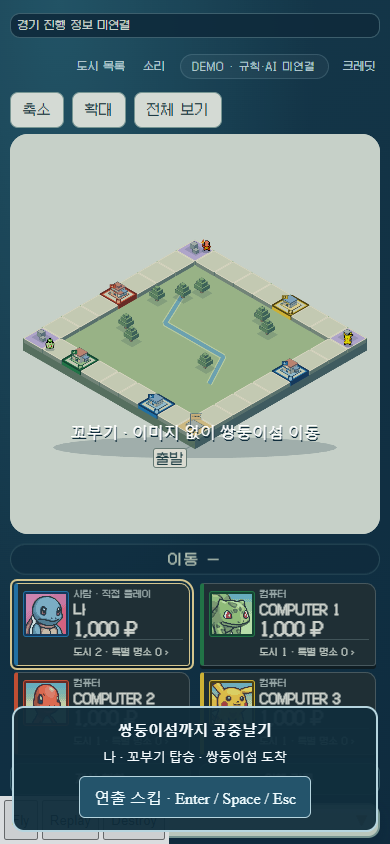 경기 진행 정보 미연결
도시 목록 소리 DEMO · 규칙·AI 미연결 크레딧
축소 확대 전체 보기
꼬부기 · 이미지 없이 쌍둥이섬 이동
출발
이동 —
사람 · 직접 플레이
나
1,000 ₽
도시 2 · 특별 명소 0 ›
컴퓨터
COMPUTER 1
1,000 ₽
도시 1 · 특별 명소 0 ›
컴퓨터
COMPUTER 2
컴퓨터
COMPUTER 3
쌍둥이섬까지 공중날기
나 · 꼬부기 탑승 · 쌍둥이섬 도착
연출 스킵 · Enter / Space / Esc